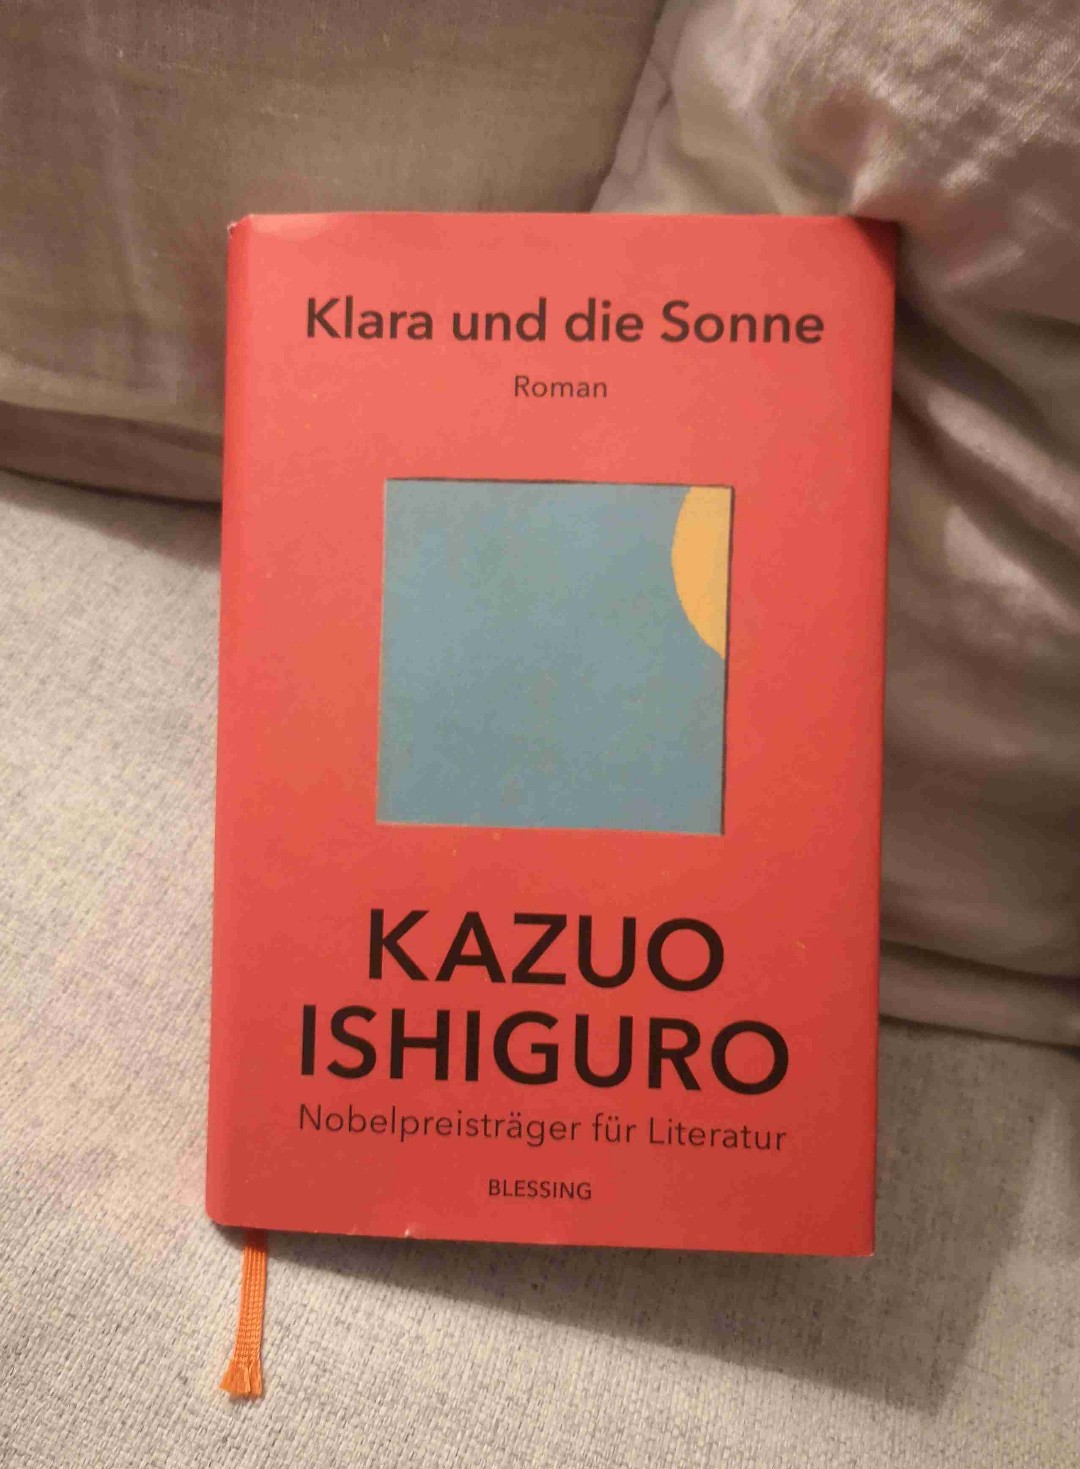 Klara und die Sonne
Roman
KAZUO
ISHIGURO
Nobelpreisträger für Literatur
BLESSING